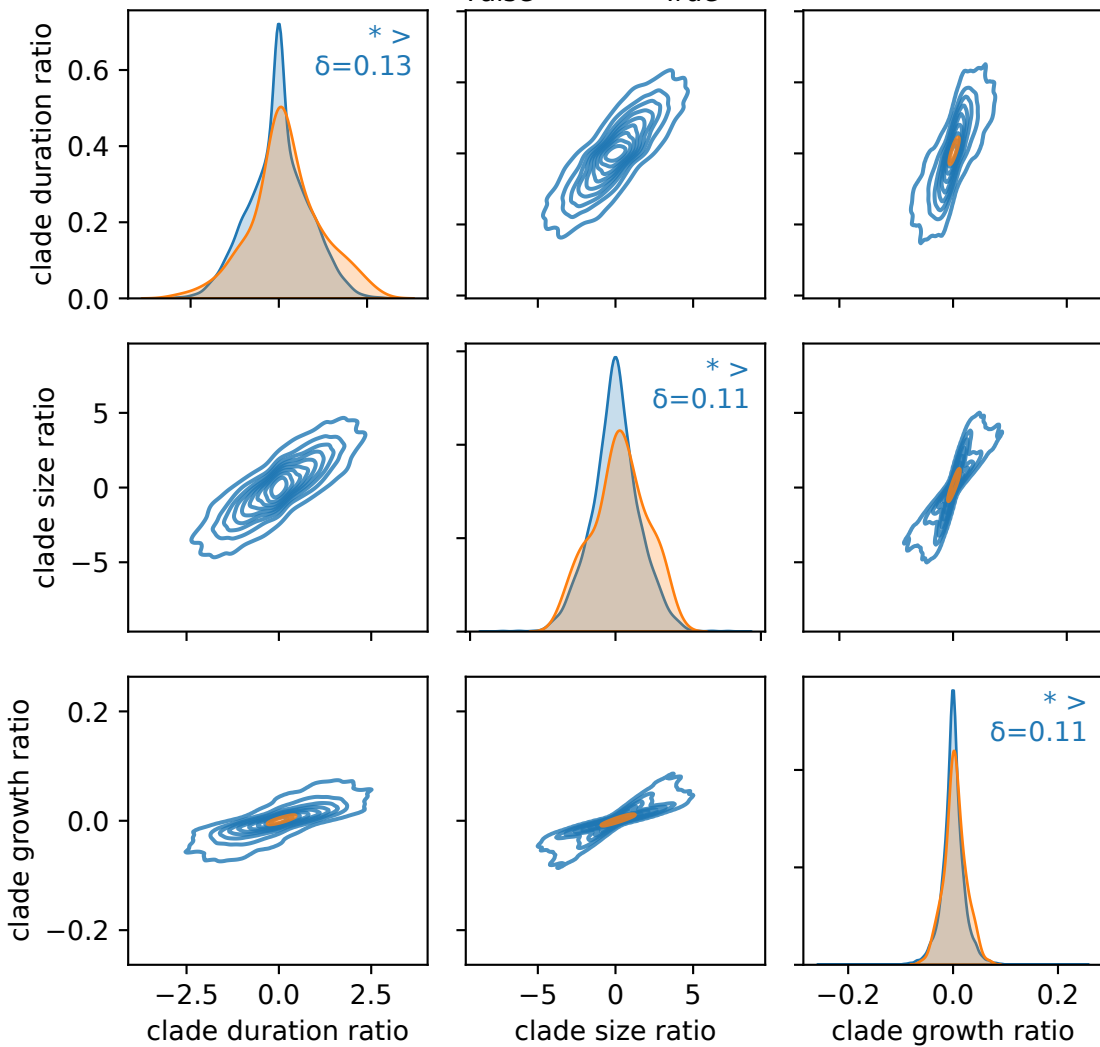 * >
δ=0.13
clade duration ratio
0.6
0.4
0.2
0.0
* >
δ=0.11
clade size ratio
5
0
−5
* >
δ=0.11
clade growth ratio
0.2
0.0
−0.2
−2.5 0.0 2.5
−5 0 5
−0.2 0.0 0.2
clade duration ratio
clade size ratio
clade growth ratio